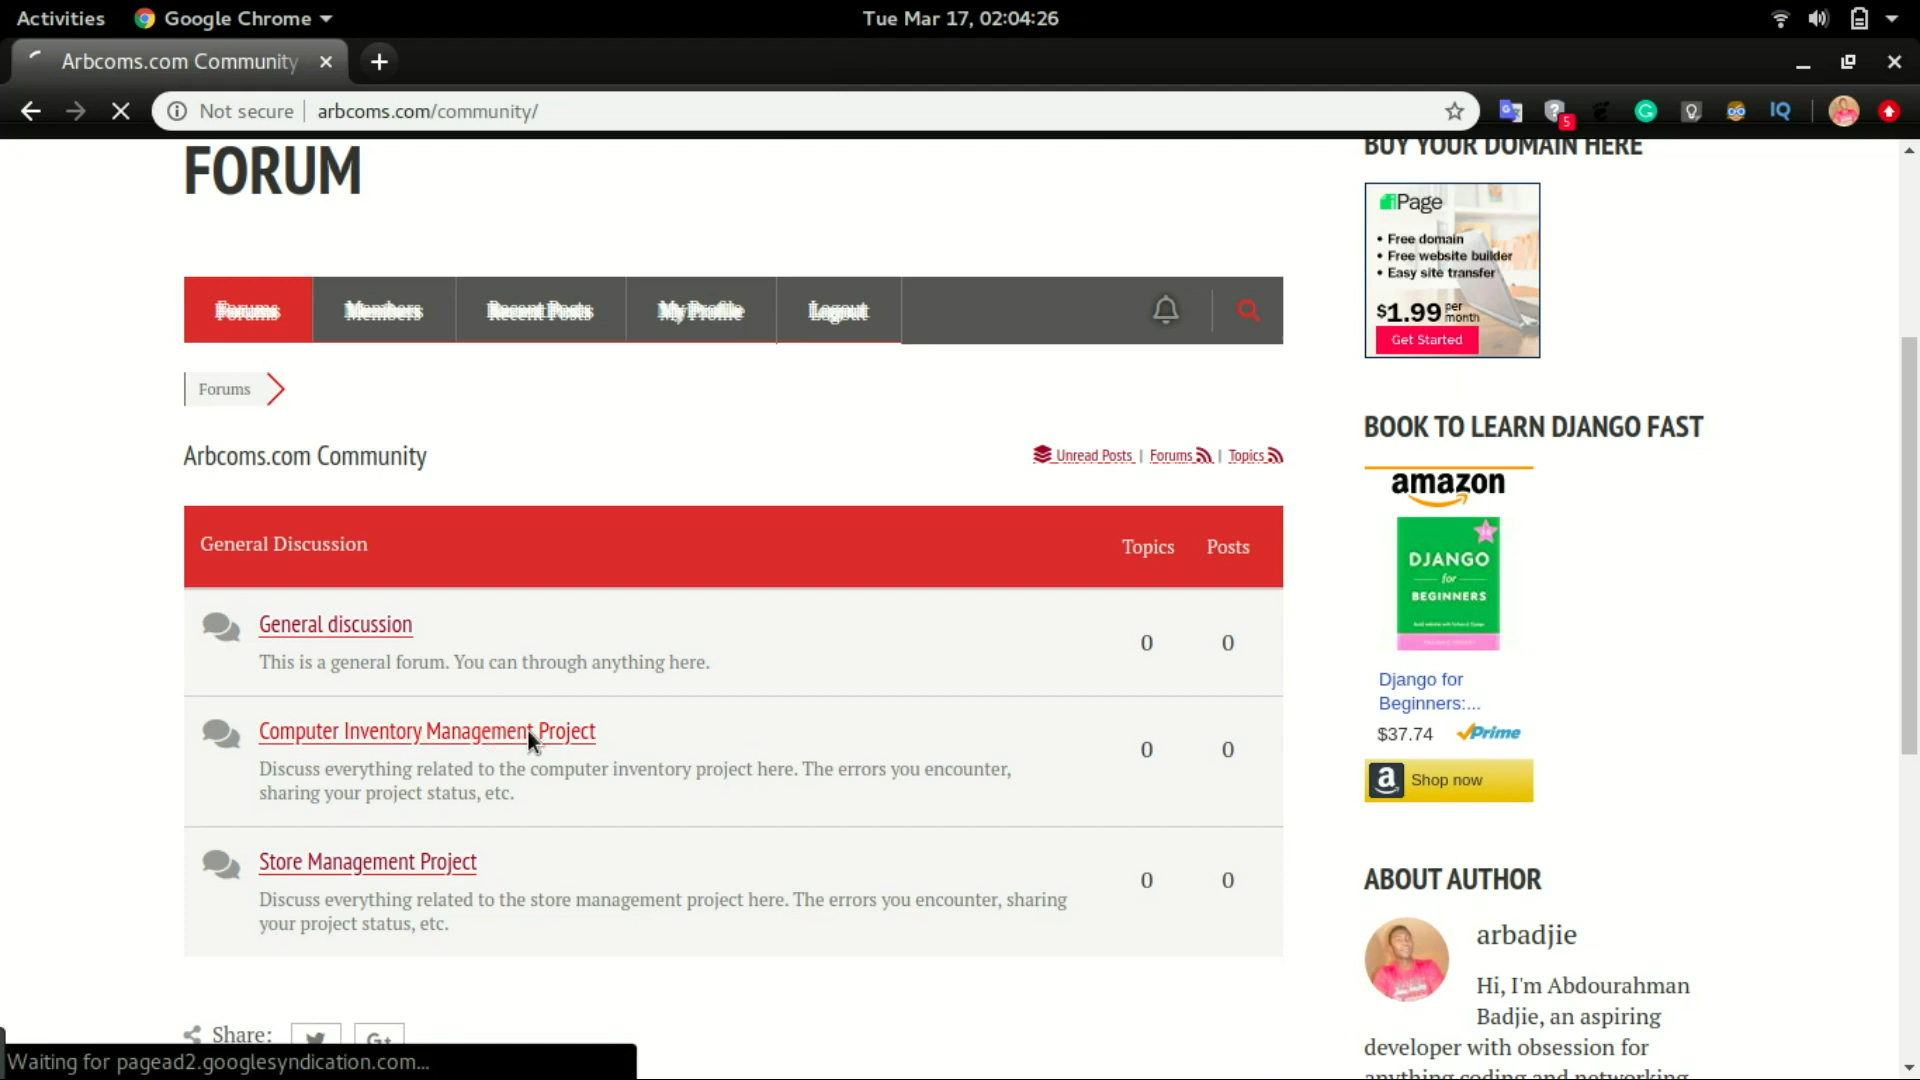 Activities
Google Chrome
Tue Mar 17, 02:04:26
Arbcoms.com Community
Not secure
arbcoms.com/community/
5
IQ
FORUM
Forums
Members
Recent Posts
My Profile
Logout
Forums
Arbcoms.com Community
Unread Posts | Forums | Topics
General Discussion
Topics
Posts
General discussion
This is a general forum. You can through anything here.
0
0
Computer Inventory Management Project
Discuss everything related to the computer inventory project here. The errors you encounter,
sharing your project status, etc.
0
0
Store Management Project
Discuss everything related to the store management project here. The errors you encounter, sharing
your project status, etc.
0
0
Share:
G+
Waiting for pagead2.googlesyndication.com...
BUY YOUR DOMAIN HERE
iPage
• Free domain
• Free website builder
• Easy site transfer
$1.99 per month
Get Started
BOOK TO LEARN DJANGO FAST
amazon
DJANGO
for
BEGINNERS
Django for
Beginners:...
$37.74
Prime
a
Shop now
ABOUT AUTHOR
arbadjie
Hi, I'm Abdourahman
Badjie, an aspiring
developer with obsession for
anything coding and networking